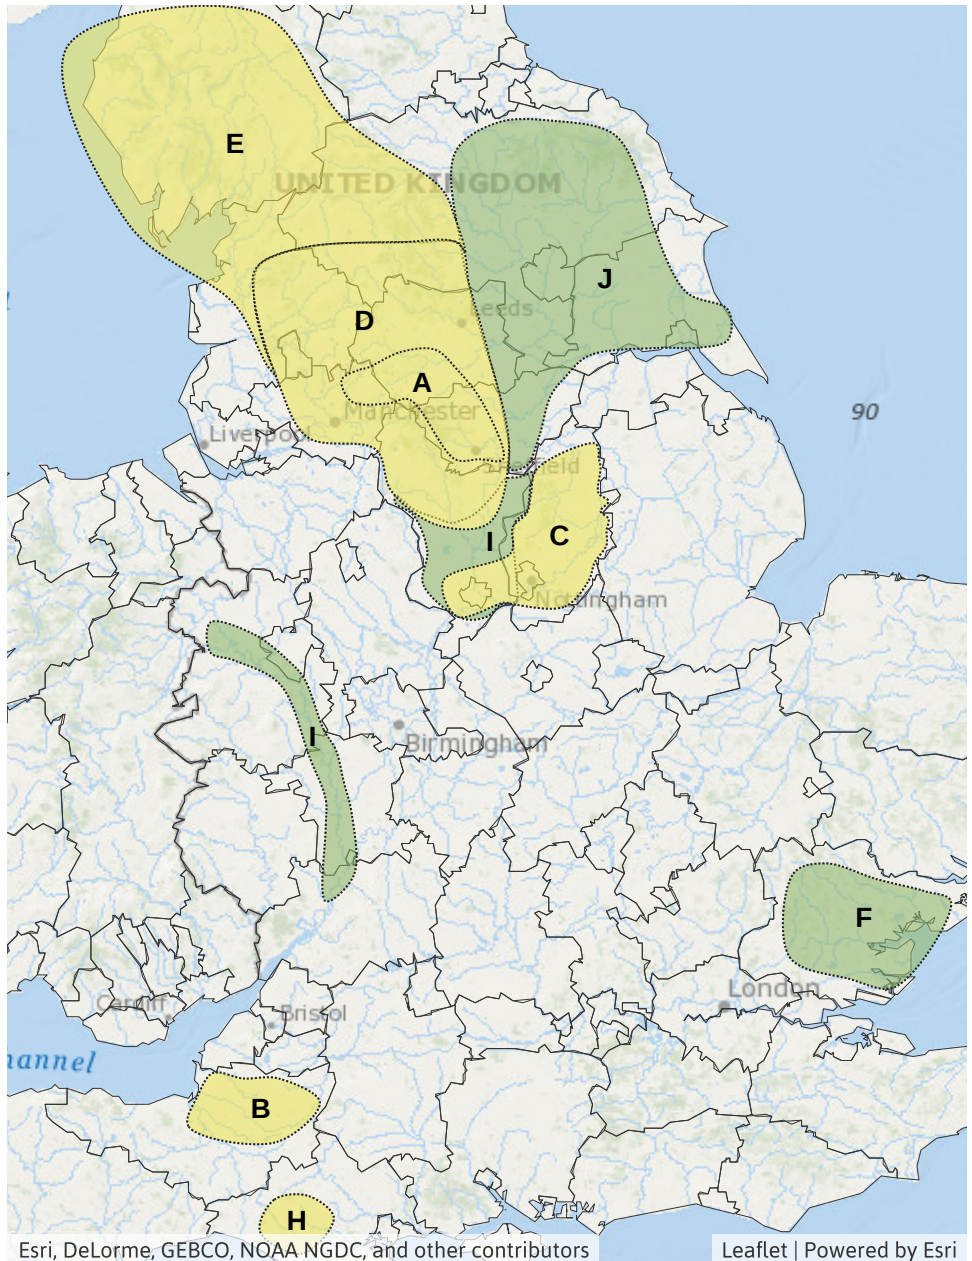 E
UNITED KINGDOM
J
Leeds
D
A
Manchester
90
Liverpool
Sheffield
C
I
Nottingham
I
Birmingham
F
London
Cardiff
Bristol
hannel
B
H
Esri, DeLorme, GEBCO, NOAA NGDC, and other contributors
Leaflet | Powered by Esri